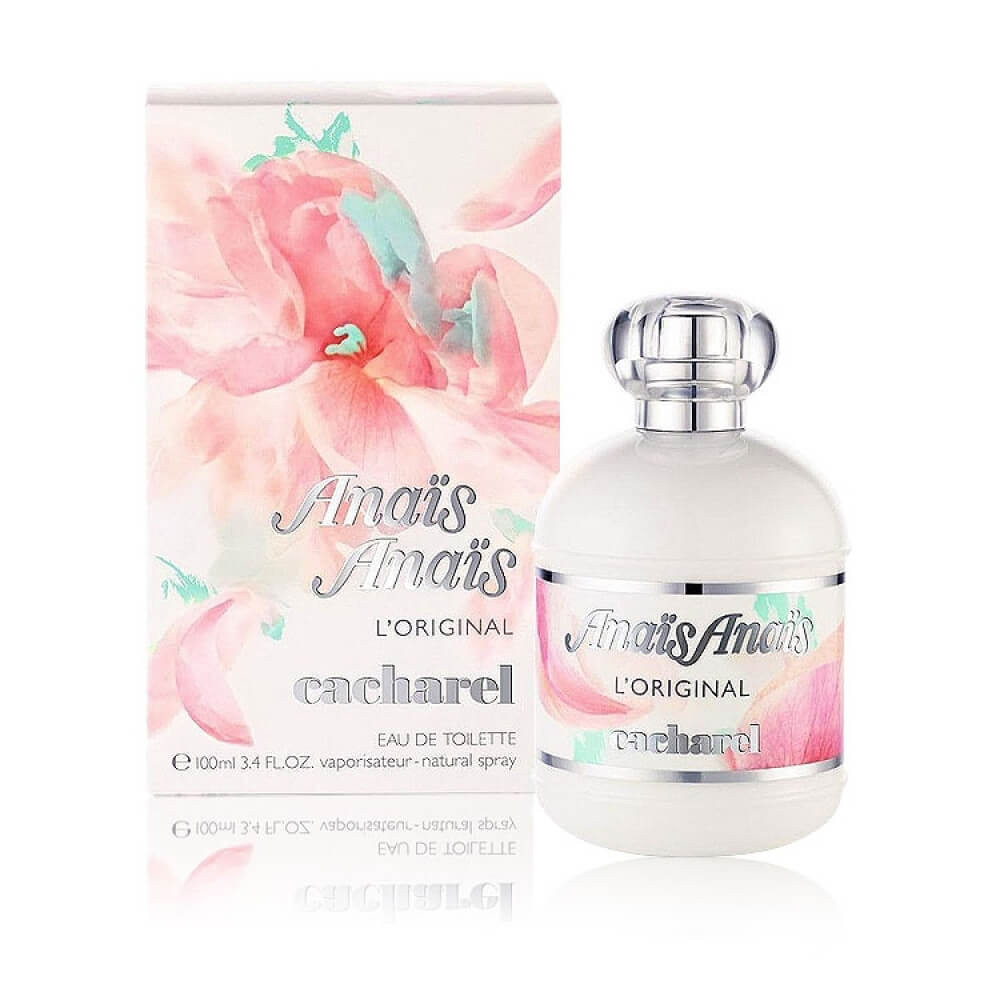 Anaïs
Anaïs
L'ORIGINAL
cacharel
EAU DE TOILETTE
℮ 100ml 3.4 FL.OZ. vaporisateur - natural spray
AnaïsAnaïs
L'ORIGINAL
cacharel